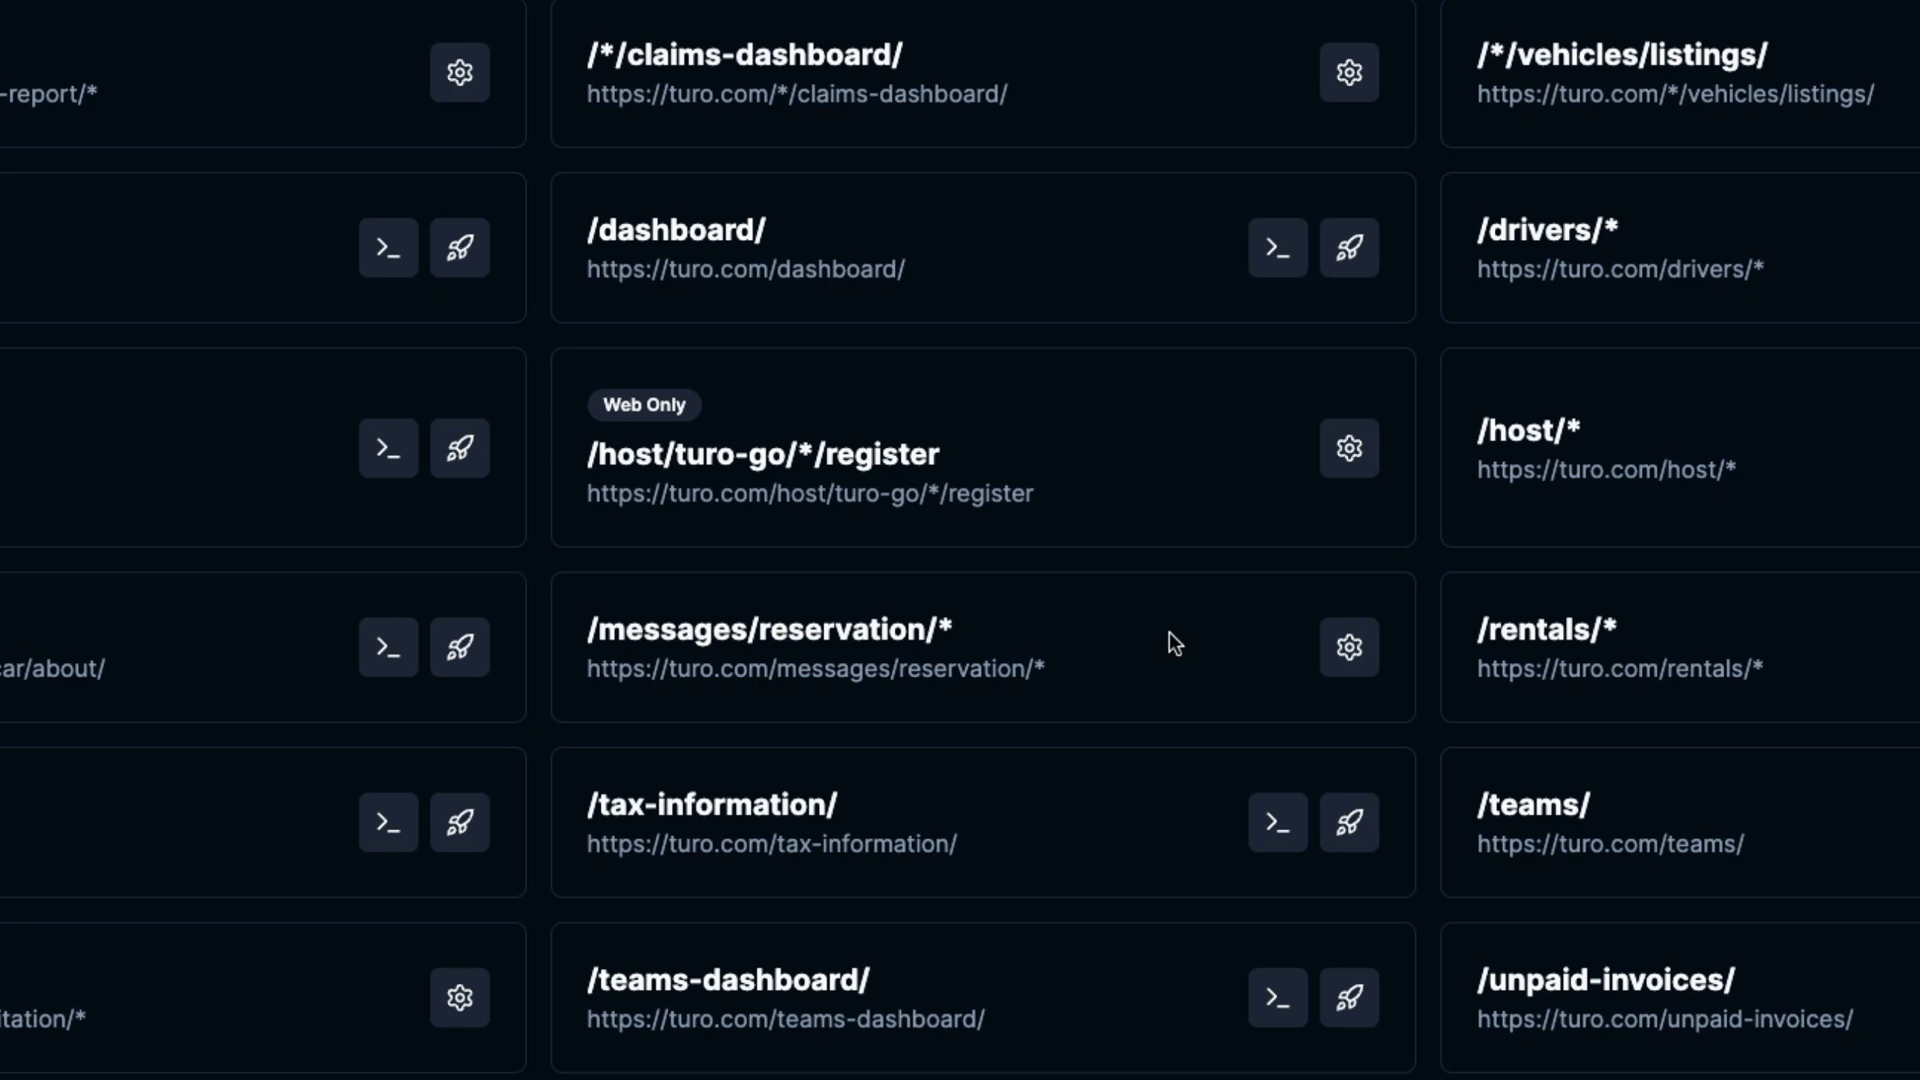 -report/*
/*/claims-dashboard/
https://turo.com/*/claims-dashboard/
/*/vehicles/listings/
https://turo.com/*/vehicles/listings/
/dashboard/
https://turo.com/dashboard/
/drivers/*
https://turo.com/drivers/*
Web Only
/host/turo-go/*/register
https://turo.com/host/turo-go/*/register
/host/*
https://turo.com/host/*
car/about/
/messages/reservation/*
https://turo.com/messages/reservation/*
/rentals/*
https://turo.com/rentals/*
/tax-information/
https://turo.com/tax-information/
/teams/
https://turo.com/teams/
itation/*
/teams-dashboard/
https://turo.com/teams-dashboard/
/unpaid-invoices/
https://turo.com/unpaid-invoices/